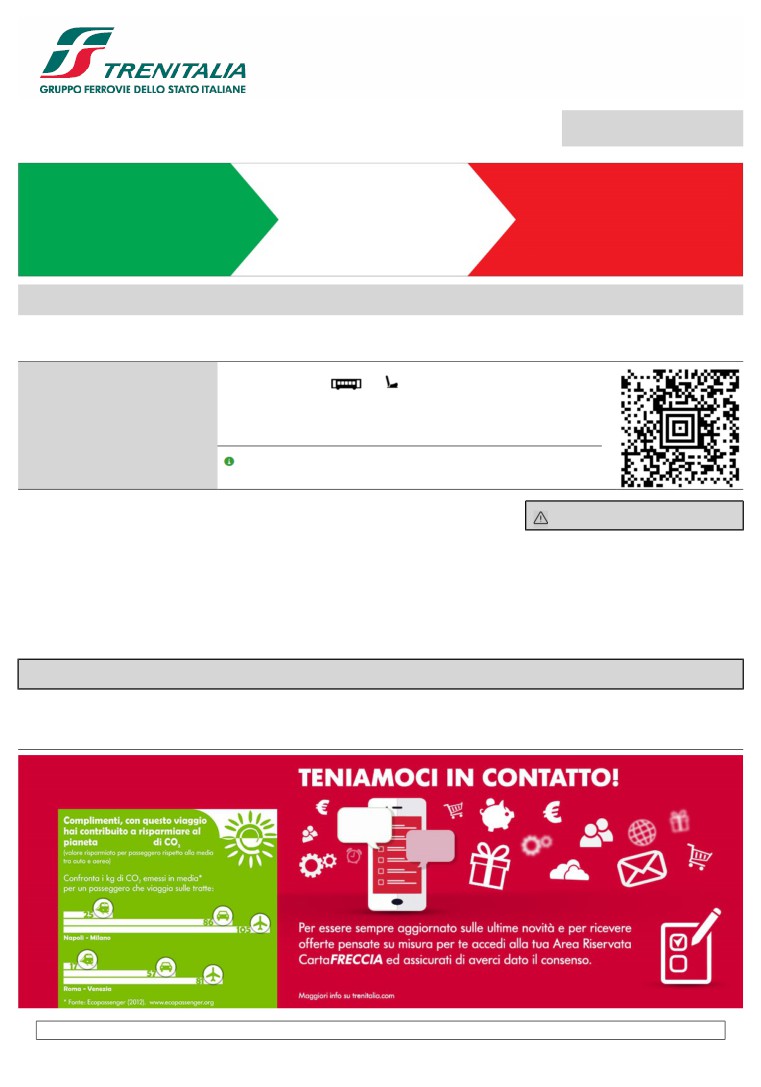 TRENITALIA
GRUPPO FERROVIE DELLO STATO ITALIANE
TENIAMOCI IN CONTATTO!
Complimenti, con questo viaggio
hai contribuito a risparmiare al
pianeta di CO2
(valore risparmiato per passeggero rispetto alla media
tra auto e aereo)
Confronta i kg di CO2 emessi in media*
per un passeggero che viaggia sulle tratte:
25
86
105
Napoli - Milano
17
57
81
Roma - Venezia
* Fonte: Ecopassenger (2012). www.ecopassenger.org
Per essere sempre aggiornato sulle ultime novità e per ricevere
offerte pensate su misura per te accedi alla tua Area Riservata
CartaFRECCIA ed assicurati di averci dato il consenso.
Maggiori info su trenitalia.com